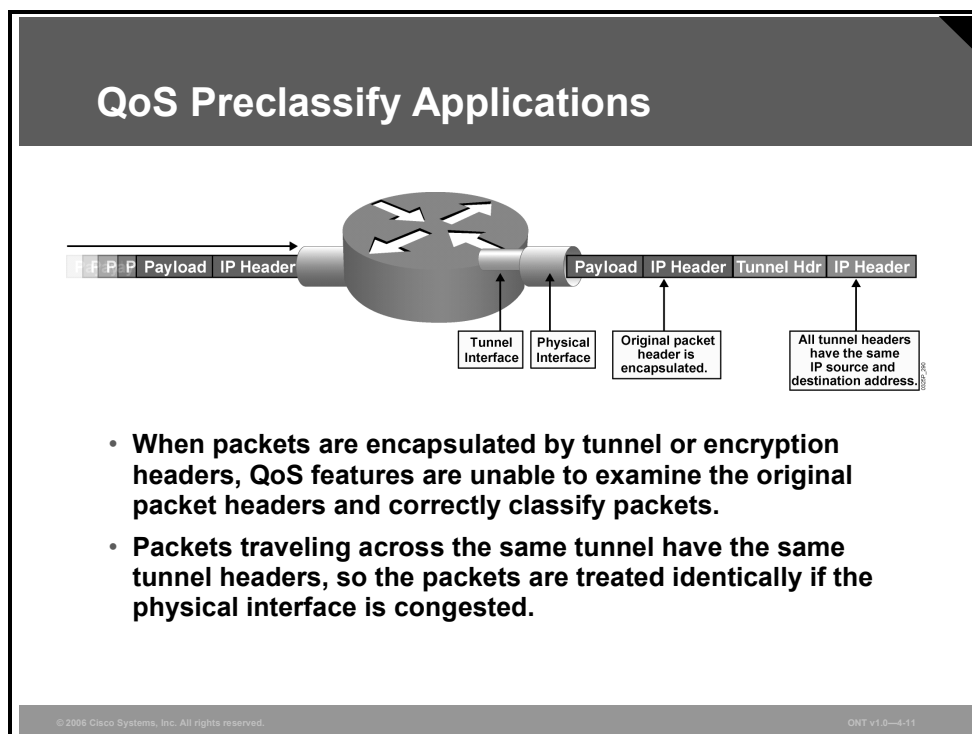 QoS Preclassify Applications
P Payload IP Header
Payload IP Header Tunnel Hdr IP Header
Tunnel
Interface
Physical
Interface
Original packet
header is
encapsulated.
All tunnel headers
have the same
IP source and
destination address.
• When packets are encapsulated by tunnel or encryption
headers, QoS features are unable to examine the original
packet headers and correctly classify packets.
• Packets traveling across the same tunnel have the same
tunnel headers, so the packets are treated identically if the
physical interface is congested.
© 2006 Cisco Systems, Inc. All rights reserved.
ONT v1.0—4-11